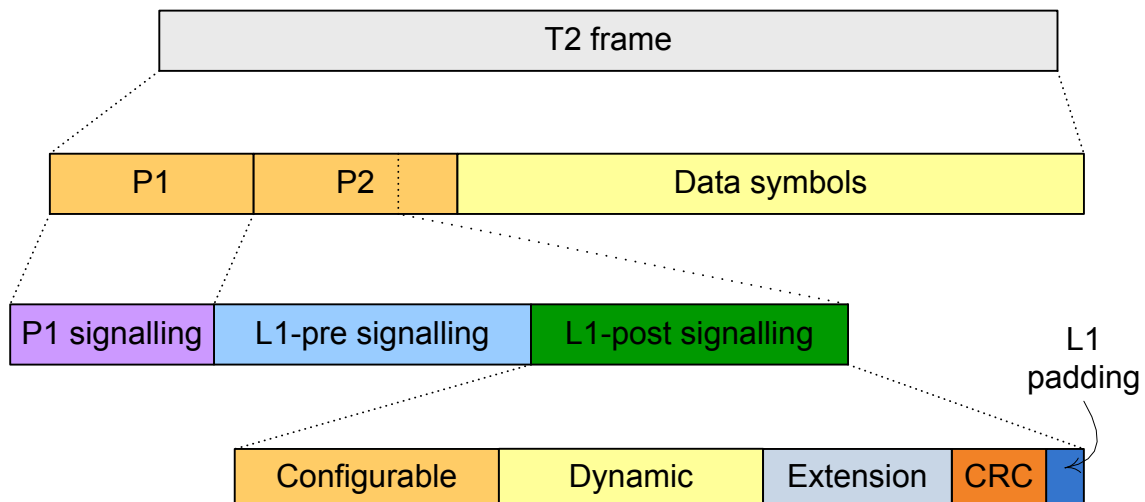 T2 frame
P1 P2 Data symbols
P1 signalling L1-pre signalling L1-post signalling
L1
padding
Configurable Dynamic Extension CRC